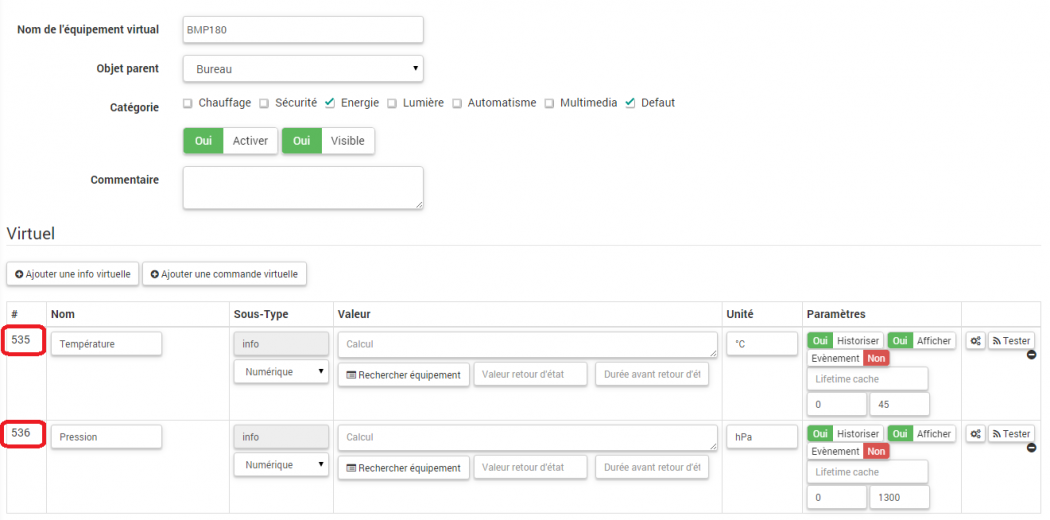 Nom de l'équipement virtual
BMP180
Objet parent
Bureau
Catégorie
Chauffage Sécurité Energie Lumière Automatisme Multimedia Defaut
Oui Activer Oui Visible
Commentaire
Virtuel
Ajouter une info virtuelle Ajouter une commande virtuelle
# Nom Sous-Type Valeur Unité Paramètres
535 Température info Calcul °C Oui Historiser Oui Afficher Tester
Evènement Non
Numérique Rechercher équipement Valeur retour d'état Durée avant retour d'ét Lifetime cache
0 45
536 Pression info Calcul hPa Oui Historiser Oui Afficher Tester
Evènement Non
Numérique Rechercher équipement Valeur retour d'état Durée avant retour d'ét Lifetime cache
0 1300